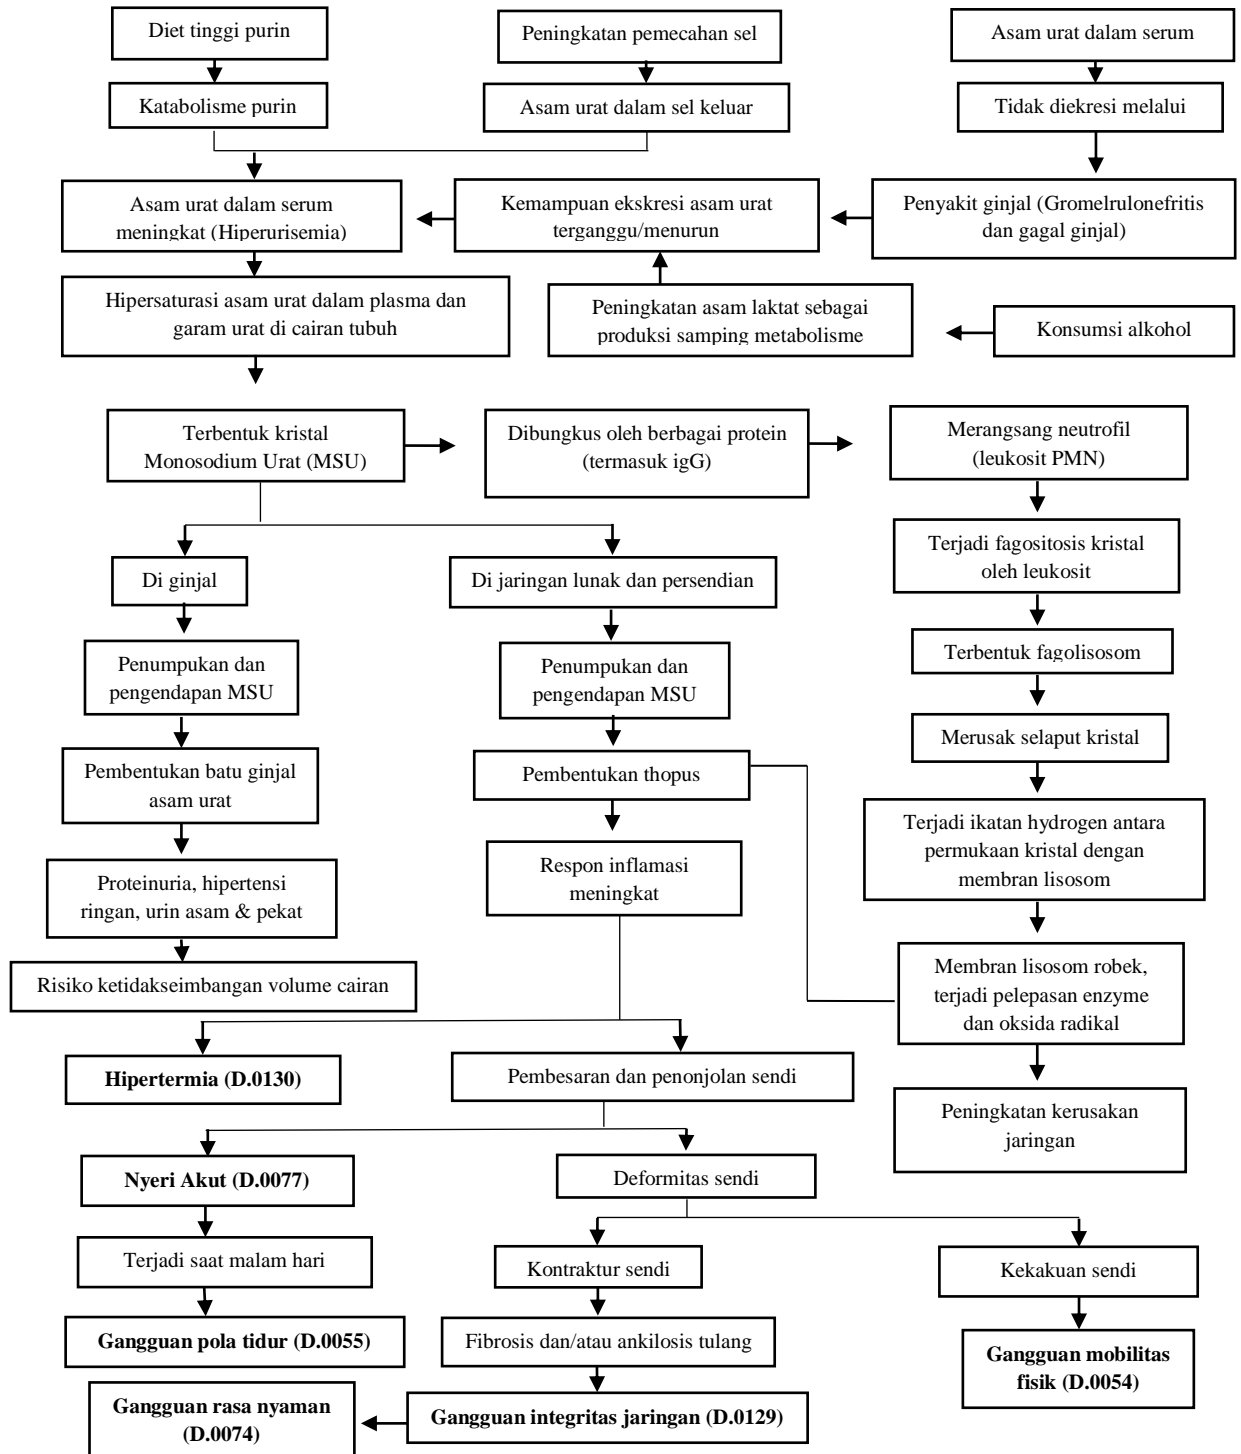 Diet tinggi purin
Peningkatan pemecahan sel
Asam urat dalam serum
Katabolisme purin
Asam urat dalam sel keluar
Tidak diekresi melalui
Asam urat dalam serum
meningkat (Hiperurisemia)
Kemampuan ekskresi asam urat
terganggu/menurun
Penyakit ginjal (Gromelrulonefritis
dan gagal ginjal)
Hipersaturasi asam urat dalam plasma dan
garam urat di cairan tubuh
Peningkatan asam laktat sebagai
produksi samping metabolisme
Konsumsi alkohol
Terbentuk kristal
Monosodium Urat (MSU)
Dibungkus oleh berbagai protein
(termasuk igG)
Merangsang neutrofil
(leukosit PMN)
Di ginjal
Di jaringan lunak dan persendian
Terjadi fagositosis kristal
oleh leukosit
Penumpukan dan
pengendapan MSU
Penumpukan dan
pengendapan MSU
Terbentuk fagolisosom
Merusak selaput kristal
Pembentukan batu ginjal
asam urat
Pembentukan thopus
Terjadi ikatan hydrogen antara
permukaan kristal dengan
membran lisosom
Proteinuria, hipertensi
ringan, urin asam & pekat
Respon inflamasi
meningkat
Risiko ketidakseimbangan volume cairan
Membran lisosom robek,
terjadi pelepasan enzyme
dan oksida radikal
Hipertermia (D.0130)
Pembesaran dan penonjolan sendi
Peningkatan kerusakan
jaringan
Nyeri Akut (D.0077)
Deformitas sendi
Terjadi saat malam hari
Kontraktur sendi
Kekakuan sendi
Gangguan pola tidur (D.0055)
Fibrosis dan/atau ankilosis tulang
Gangguan mobilitas
fisik (D.0054)
Gangguan rasa nyaman
(D.0074)
Gangguan integritas jaringan (D.0129)